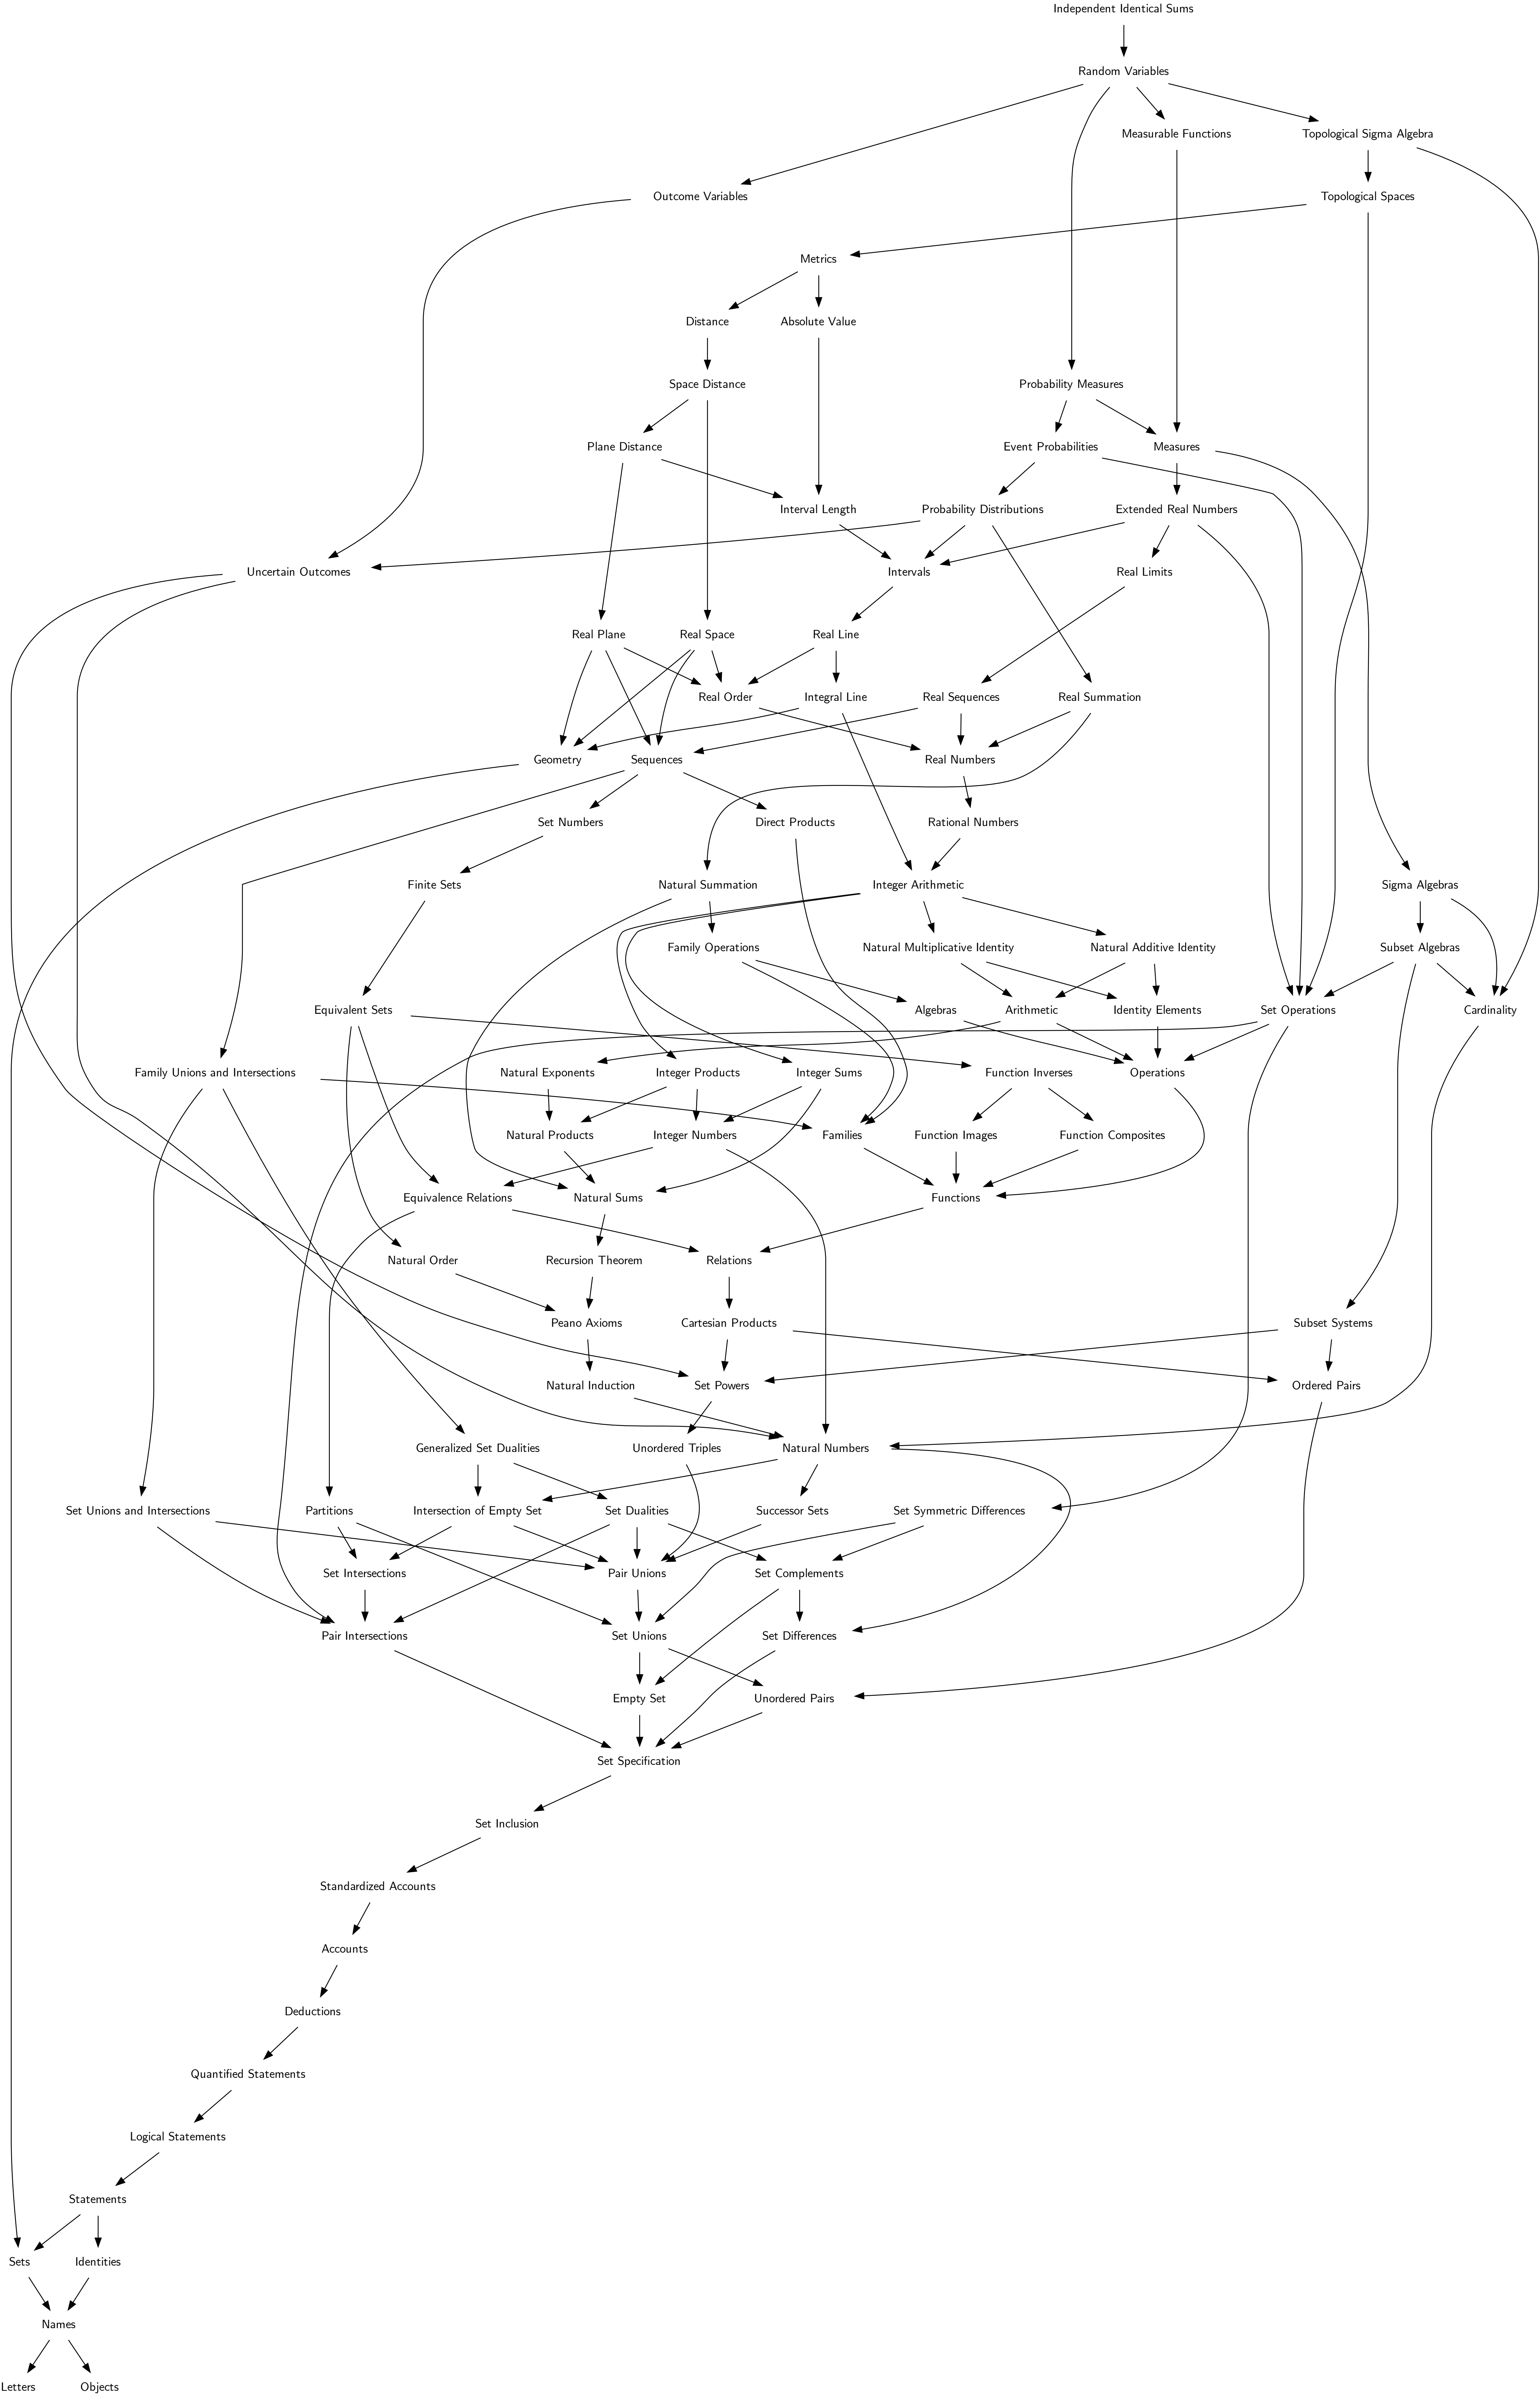 Independent Identical Sums
Random Variables
Measurable Functions
Topological Sigma Algebra
Outcome Variables
Topological Spaces
Metrics
Distance
Absolute Value
Space Distance
Probability Measures
Plane Distance
Event Probabilities
Measures
Interval Length
Probability Distributions
Extended Real Numbers
Uncertain Outcomes
Intervals
Real Limits
Real Plane
Real Space
Real Line
Real Order
Integral Line
Real Sequences
Real Summation
Geometry
Sequences
Real Numbers
Set Numbers
Direct Products
Rational Numbers
Finite Sets
Natural Summation
Integer Arithmetic
Sigma Algebras
Family Operations
Natural Multiplicative Identity
Natural Additive Identity
Subset Algebras
Equivalent Sets
Algebras
Arithmetic
Identity Elements
Set Operations
Cardinality
Family Unions and Intersections
Natural Exponents
Integer Products
Integer Sums
Function Inverses
Operations
Natural Products
Integer Numbers
Families
Function Images
Function Composites
Equivalence Relations
Natural Sums
Functions
Natural Order
Recursion Theorem
Relations
Peano Axioms
Cartesian Products
Subset Systems
Natural Induction
Set Powers
Ordered Pairs
Generalized Set Dualities
Unordered Triples
Natural Numbers
Set Unions and Intersections
Partitions
Intersection of Empty Set
Set Dualities
Successor Sets
Set Symmetric Differences
Set Intersections
Pair Unions
Set Complements
Pair Intersections
Set Unions
Set Differences
Empty Set
Unordered Pairs
Set Specification
Set Inclusion
Standardized Accounts
Accounts
Deductions
Quantified Statements
Logical Statements
Statements
Sets
Identities
Names
Letters
Objects